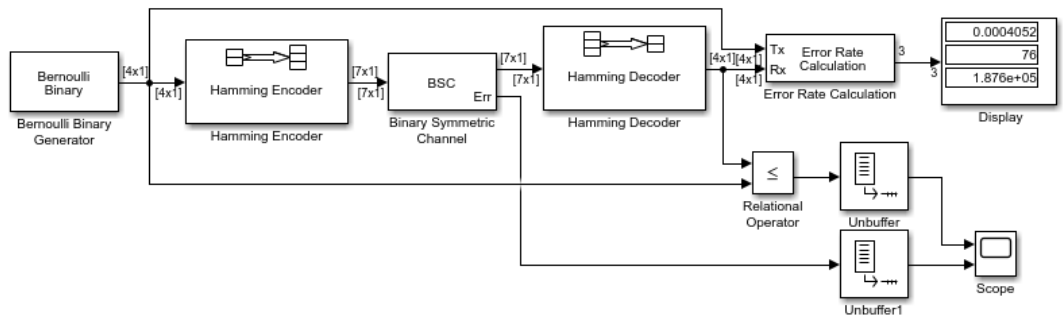 Bernoulli
Binary
Bernoulli Binary
Generator
[4x1]
[4x1]
Hamming Encoder
Hamming Encoder
[7x1]
[7x1]
BSC
Err
Binary Symmetric
Channel
[7x1]
[7x1]
Hamming Decoder
Hamming Decoder
[4x1]
[4x1]
[4x1]
Tx
Rx
Error Rate
Calculation
Error Rate Calculation
3
3
0.0004052
76
1.876e+05
Display
≤
Relational
Operator
Unbuffer
Unbuffer1
Scope